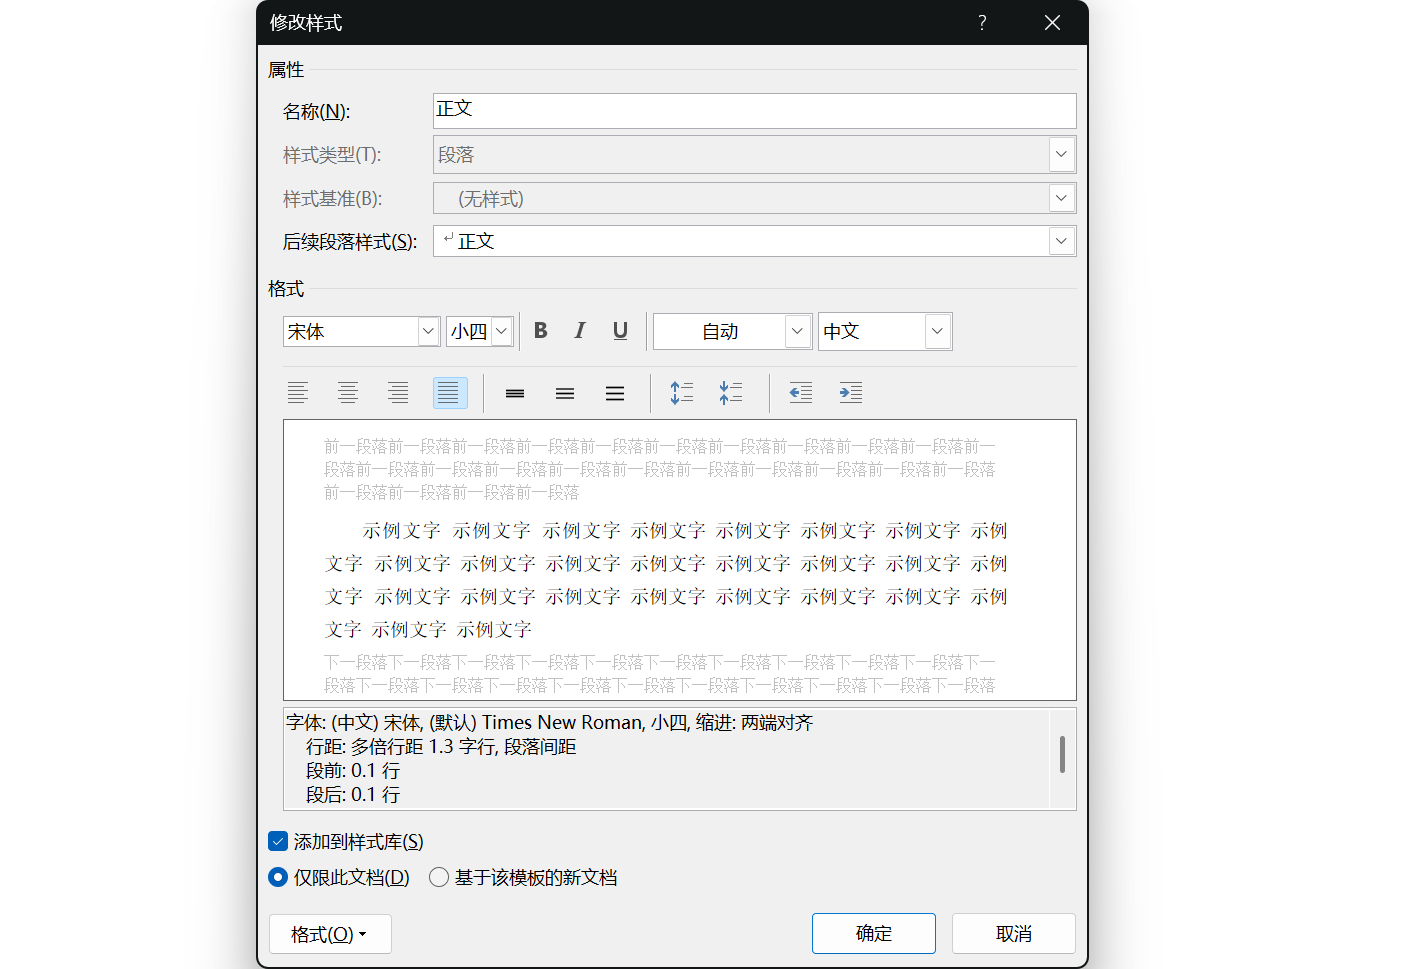 修改样式 ?
属性
名称(N): 正文
样式类型(T): 段落
样式基准(B): (无样式)
后续段落样式(S): 正文
格式
宋体 小四 B I U 自动 中文
前一段落前一段落前一段落前一段落前一段落前一段落前一段落前一段落前一段落前一段落前一
段落前一段落前一段落前一段落前一段落前一段落前一段落前一段落前一段落前一段落前一段落
前一段落前一段落前一段落前一段落
示例文字 示例文字 示例文字 示例文字 示例文字 示例文字 示例文字 示例
文字 示例文字 示例文字 示例文字 示例文字 示例文字 示例文字 示例文字 示例
文字 示例文字 示例文字 示例文字 示例文字 示例文字 示例文字 示例文字 示例
文字 示例文字 示例文字
下一段落下一段落下一段落下一段落下一段落下一段落下一段落下一段落下一段落下一段落下一
段落下一段落下一段落下一段落下一段落下一段落下一段落下一段落下一段落下一段落下一段落
字体: (中文) 宋体, (默认) Times New Roman, 小四, 缩进: 两端对齐
行距: 多倍行距 1.3 字行, 段落间距
段前: 0.1 行
段后: 0.1 行
添加到样式库(S)
仅限此文档(D) 基于该模板的新文档
格式(O) 确定 取消